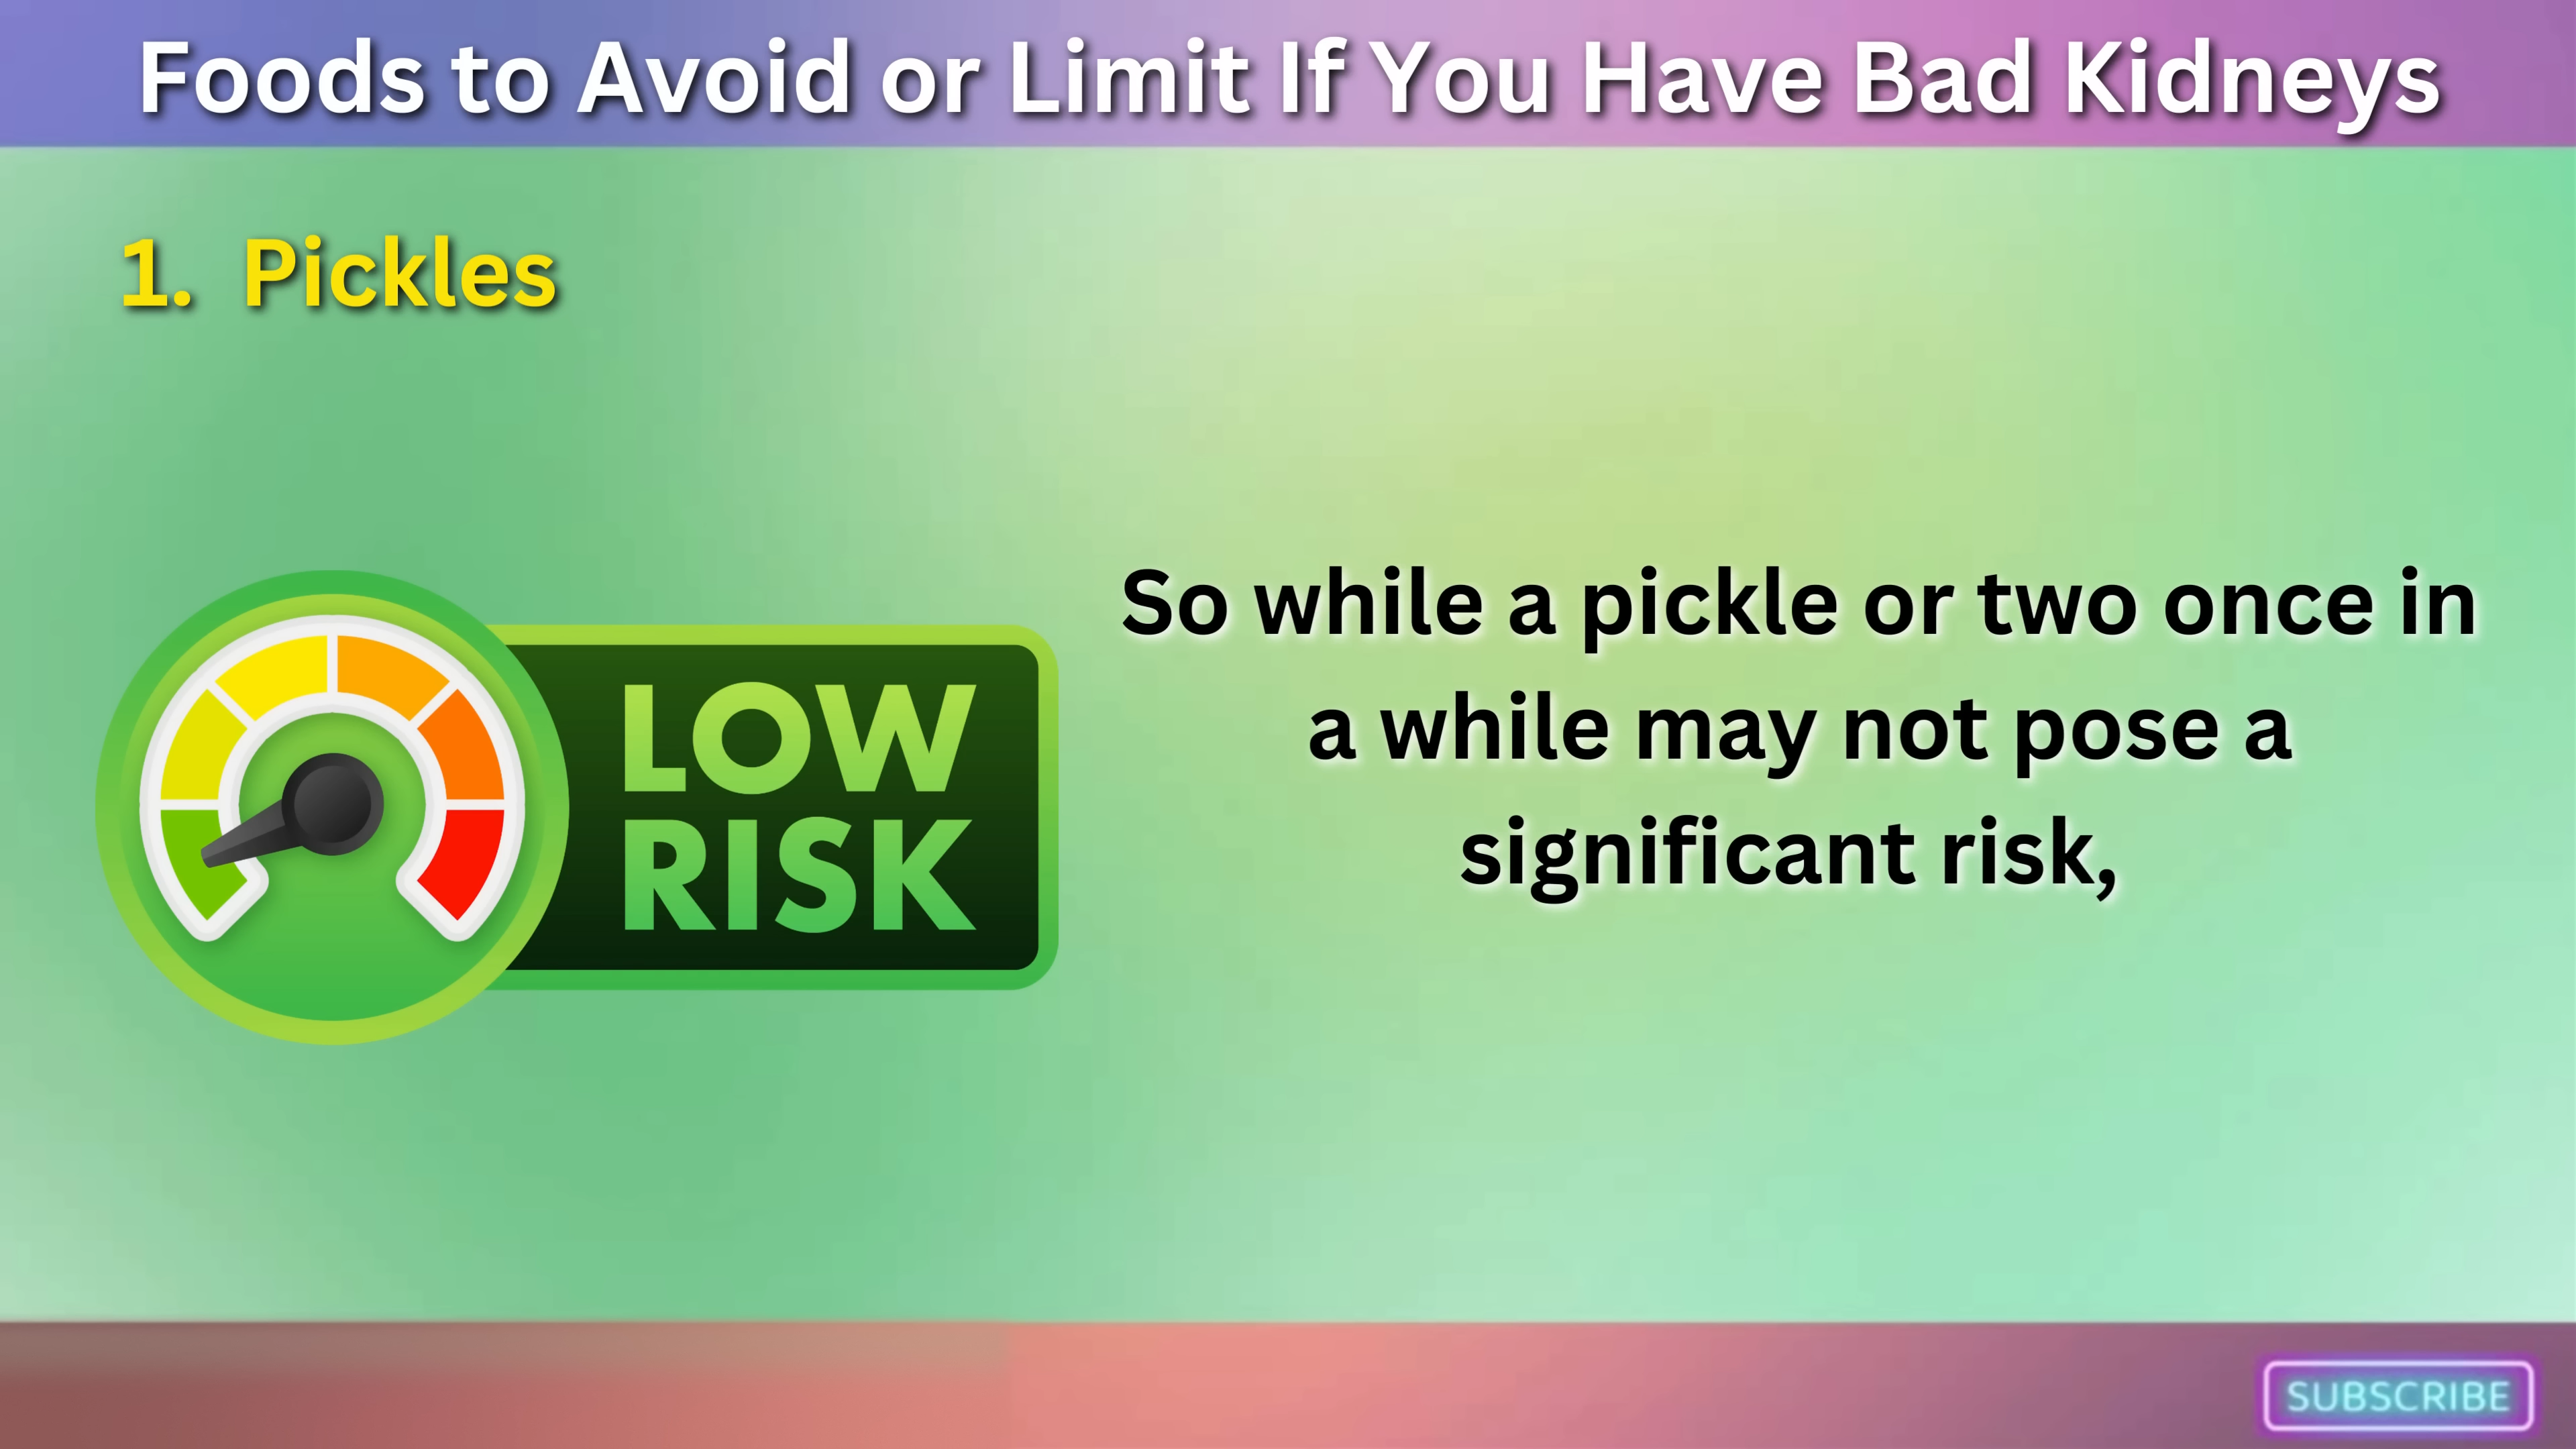 Foods to Avoid or Limit If You Have Bad Kidneys
1. Pickles
LOW
RISK
So while a pickle or two once in
a while may not pose a
significant risk,
SUBSCRIBE